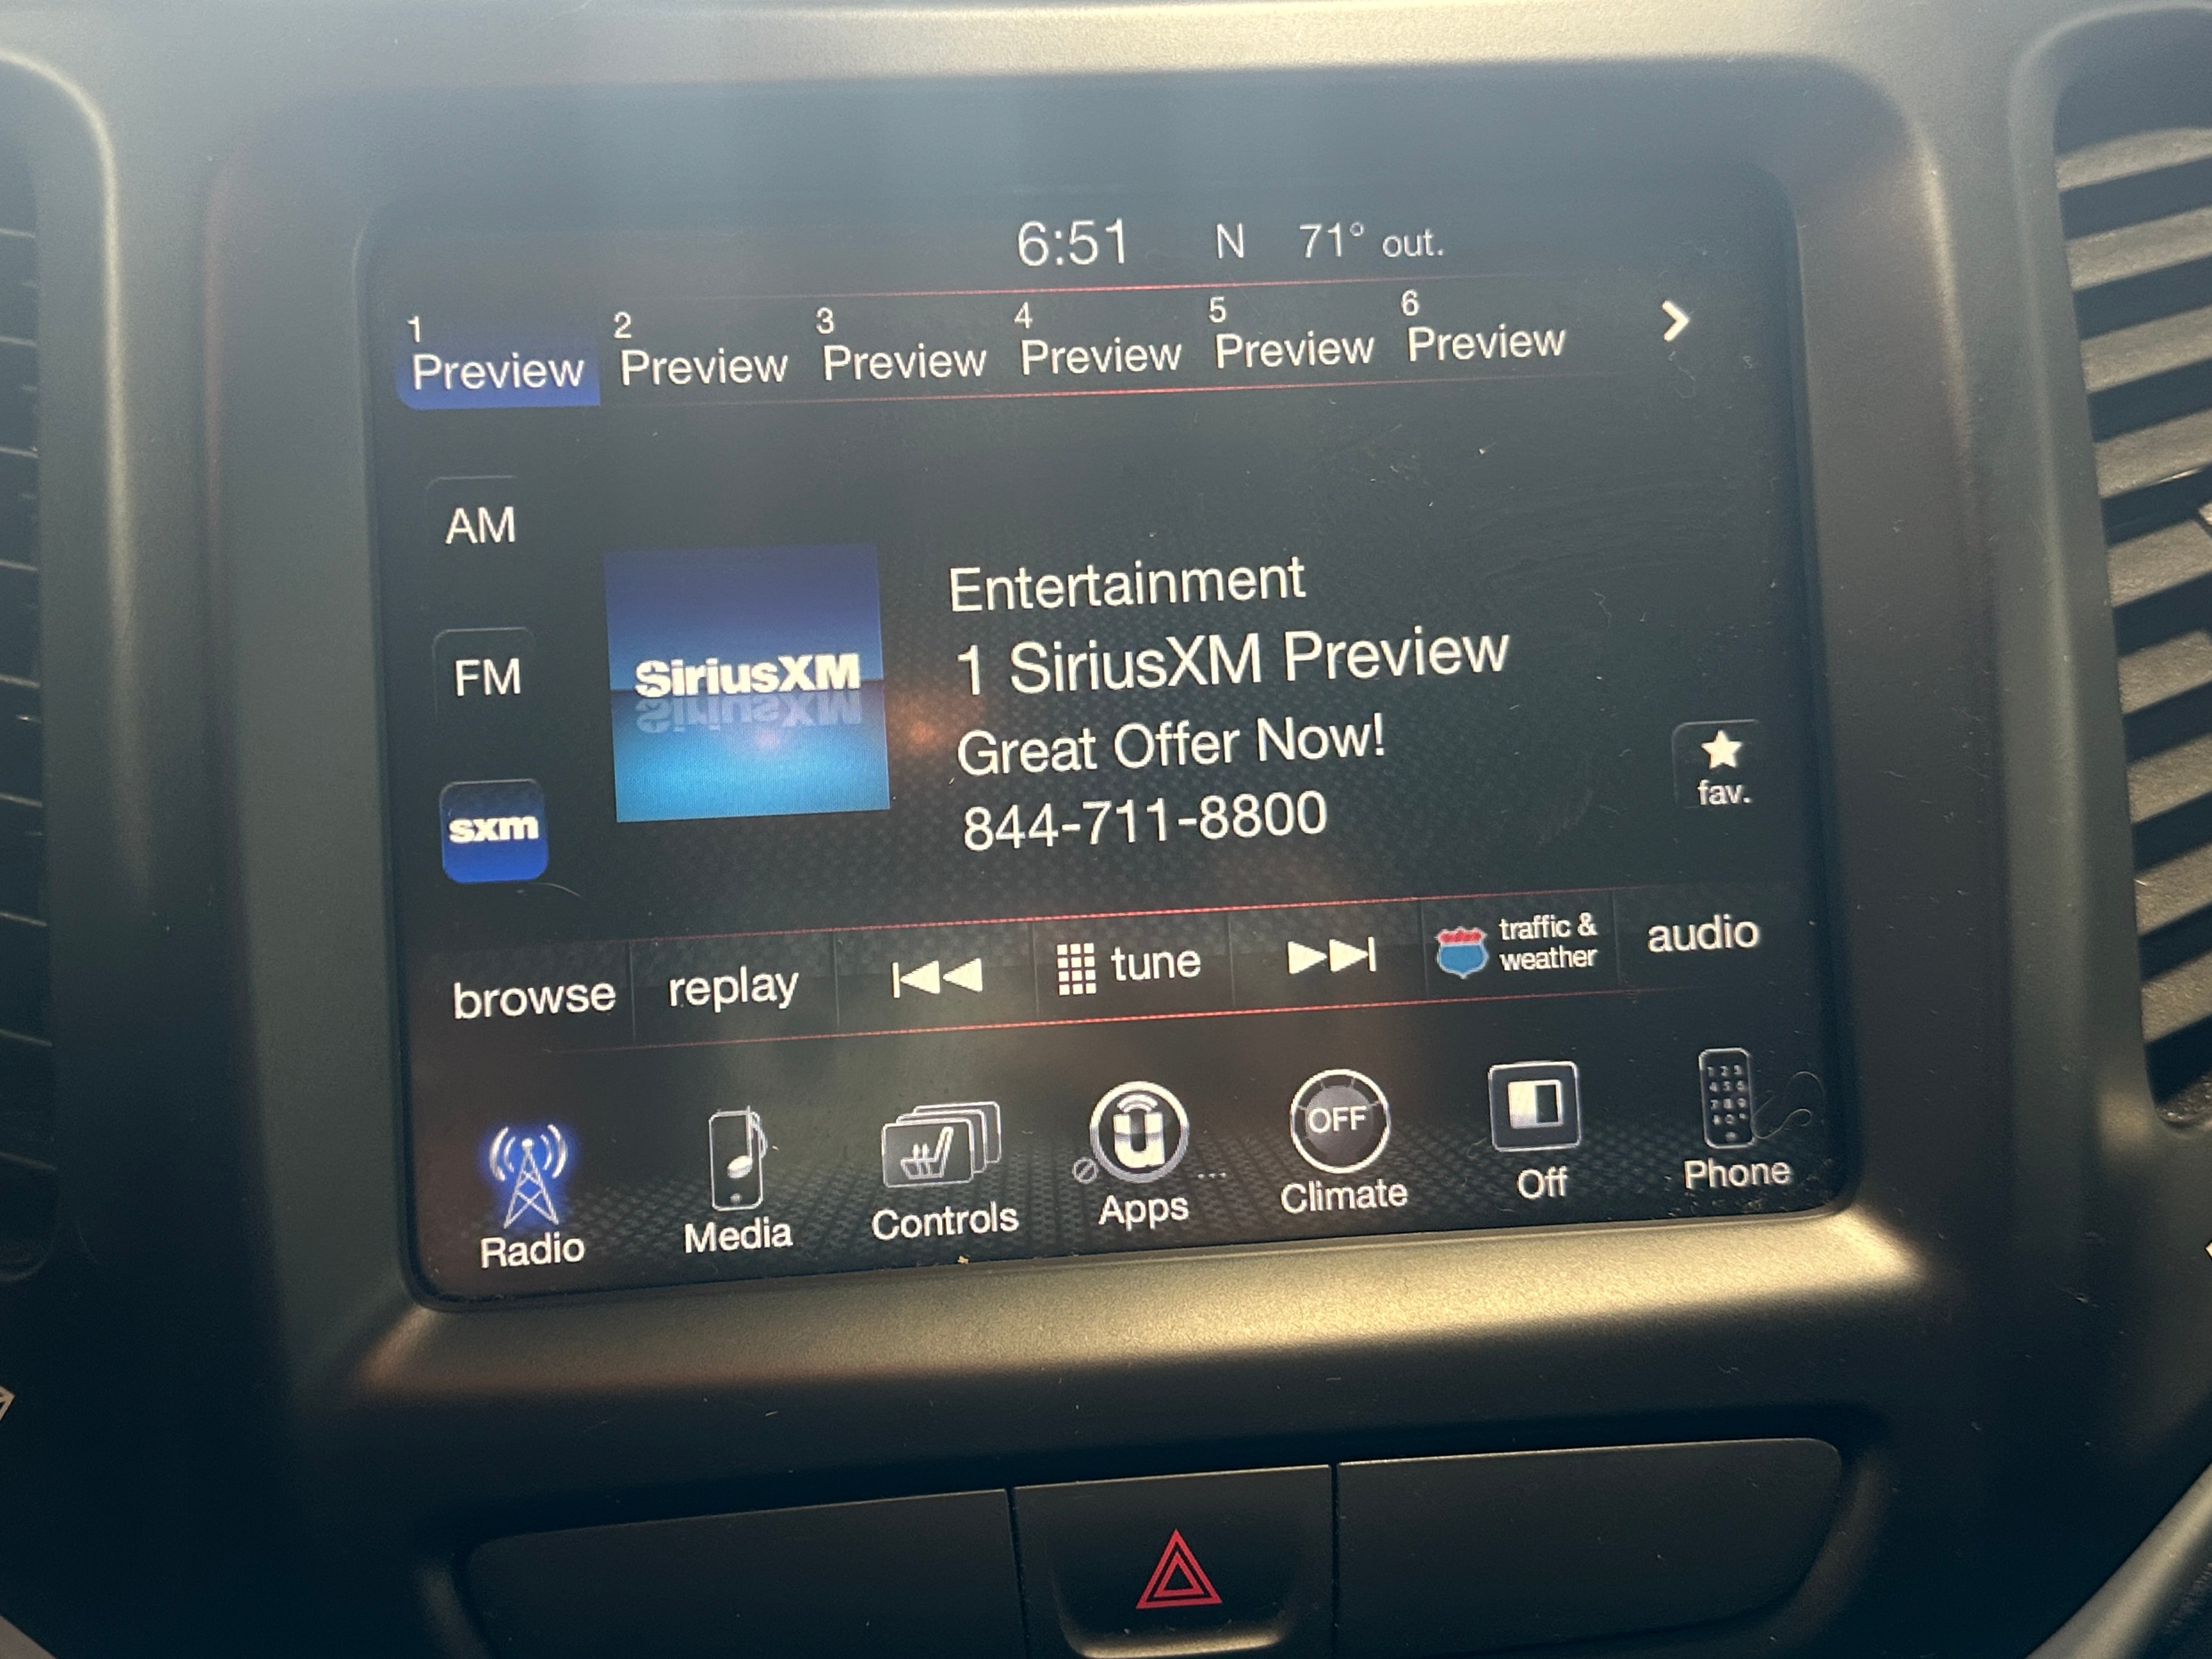 6:51 N 71° out.
1 2 3 4 5 6
Preview Preview Preview Preview Preview Preview
AM
FM
sxm
SiriusXM
Entertainment
1 SiriusXM Preview
Great Offer Now!
844-711-8800
fav.
browse replay tune traffic & weather audio
OFF
Radio Media Controls Apps Climate Off Phone